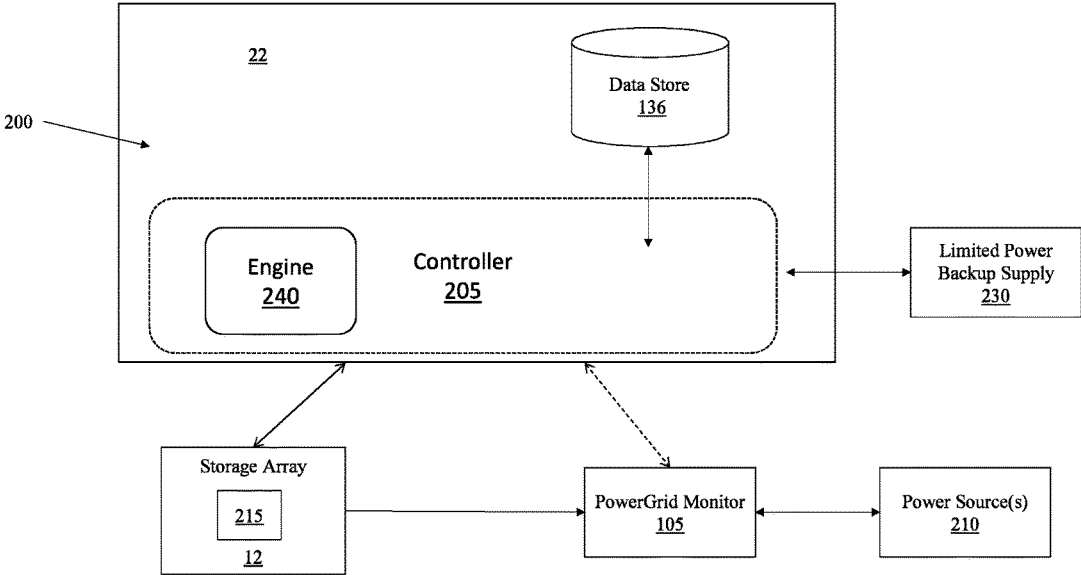 22
Data Store
136
200
Engine
240
Controller
205
Limited Power
Backup Supply
230
Storage Array
215
12
PowerGrid Monitor
105
Power Source(s)
210